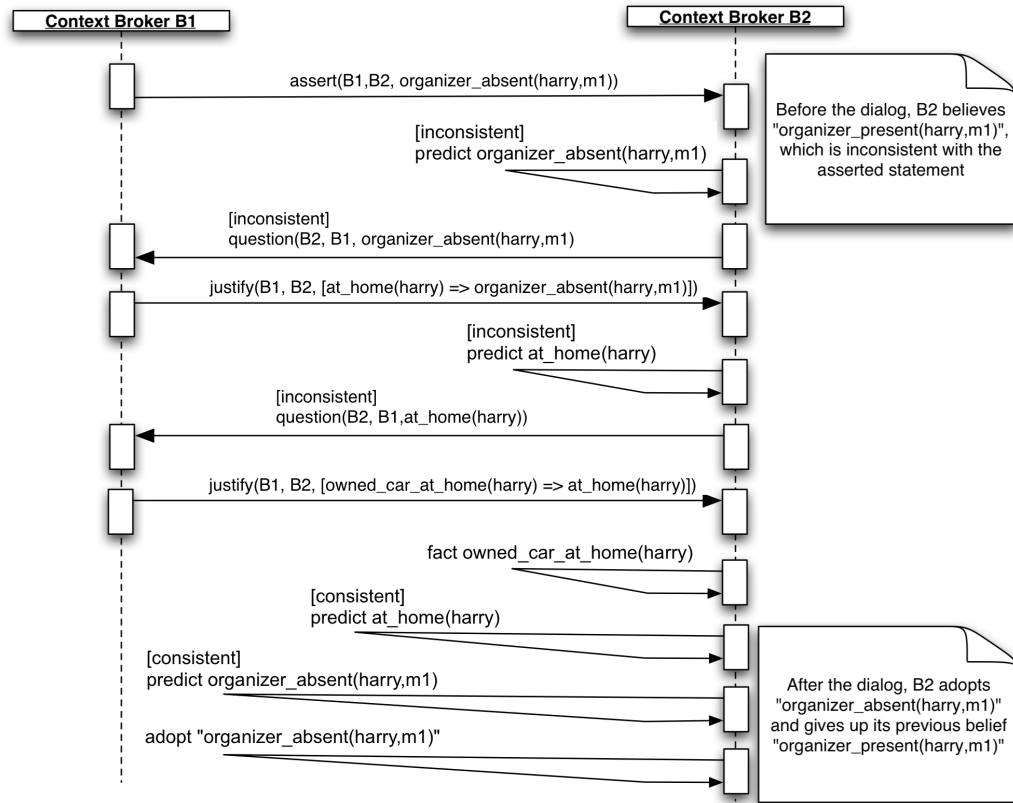 Context Broker B1
Context Broker B2
assert(B1,B2, organizer_absent(harry,m1))
Before the dialog, B2 believes
"organizer_present(harry,m1)",
which is inconsistent with the
asserted statement
[inconsistent]
predict organizer_absent(harry,m1)
[inconsistent]
question(B2, B1, organizer_absent(harry,m1)
justify(B1, B2, [at_home(harry) => organizer_absent(harry,m1)])
[inconsistent]
predict at_home(harry)
[inconsistent]
question(B2, B1,at_home(harry))
justify(B1, B2, [owned_car_at_home(harry) => at_home(harry)])
fact owned_car_at_home(harry)
[consistent]
predict at_home(harry)
[consistent]
predict organizer_absent(harry,m1)
adopt "organizer_absent(harry,m1)"
After the dialog, B2 adopts
"organizer_absent(harry,m1)"
and gives up its previous belief
"organizer_present(harry,m1)"